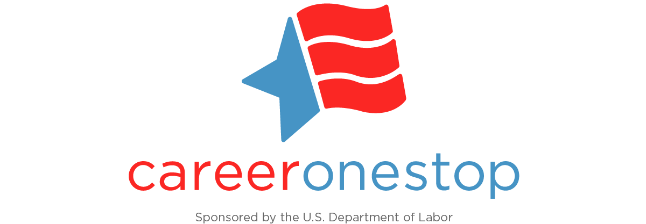 careeronestop
Sponsored by the U.S. Department of Labor